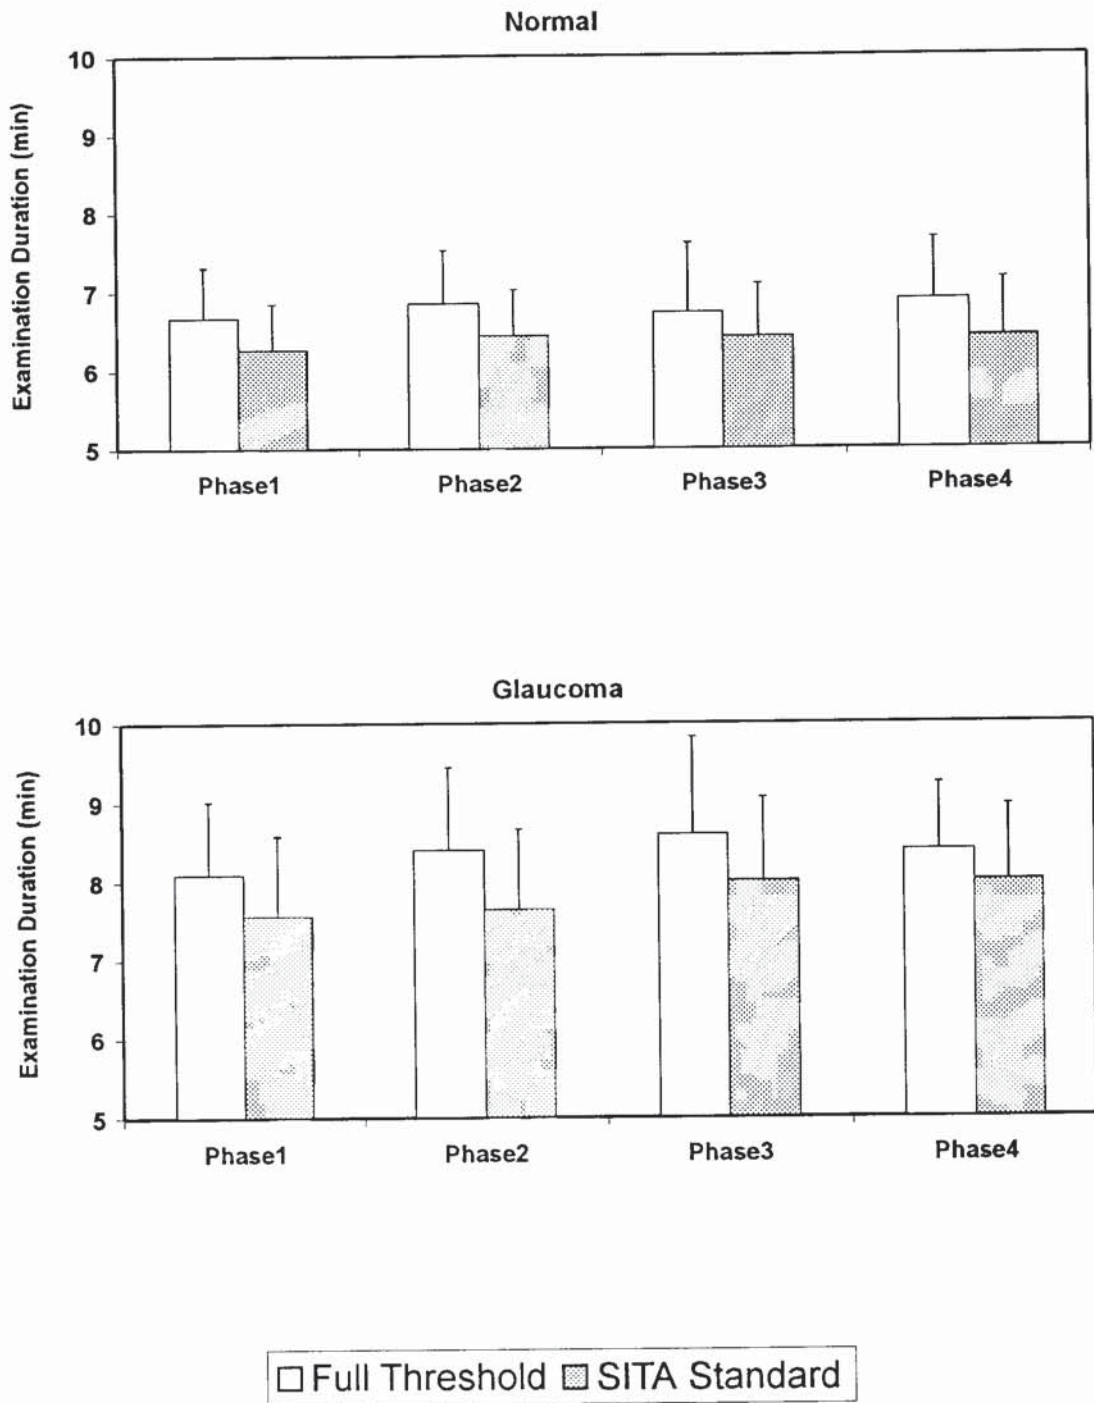 Normal
Examination Duration (min)
10
9
8
7
6
5
Phase1 Phase2 Phase3 Phase4
Glaucoma
Examination Duration (min)
10
9
8
7
6
5
Phase1 Phase2 Phase3 Phase4
Full Threshold SITA Standard